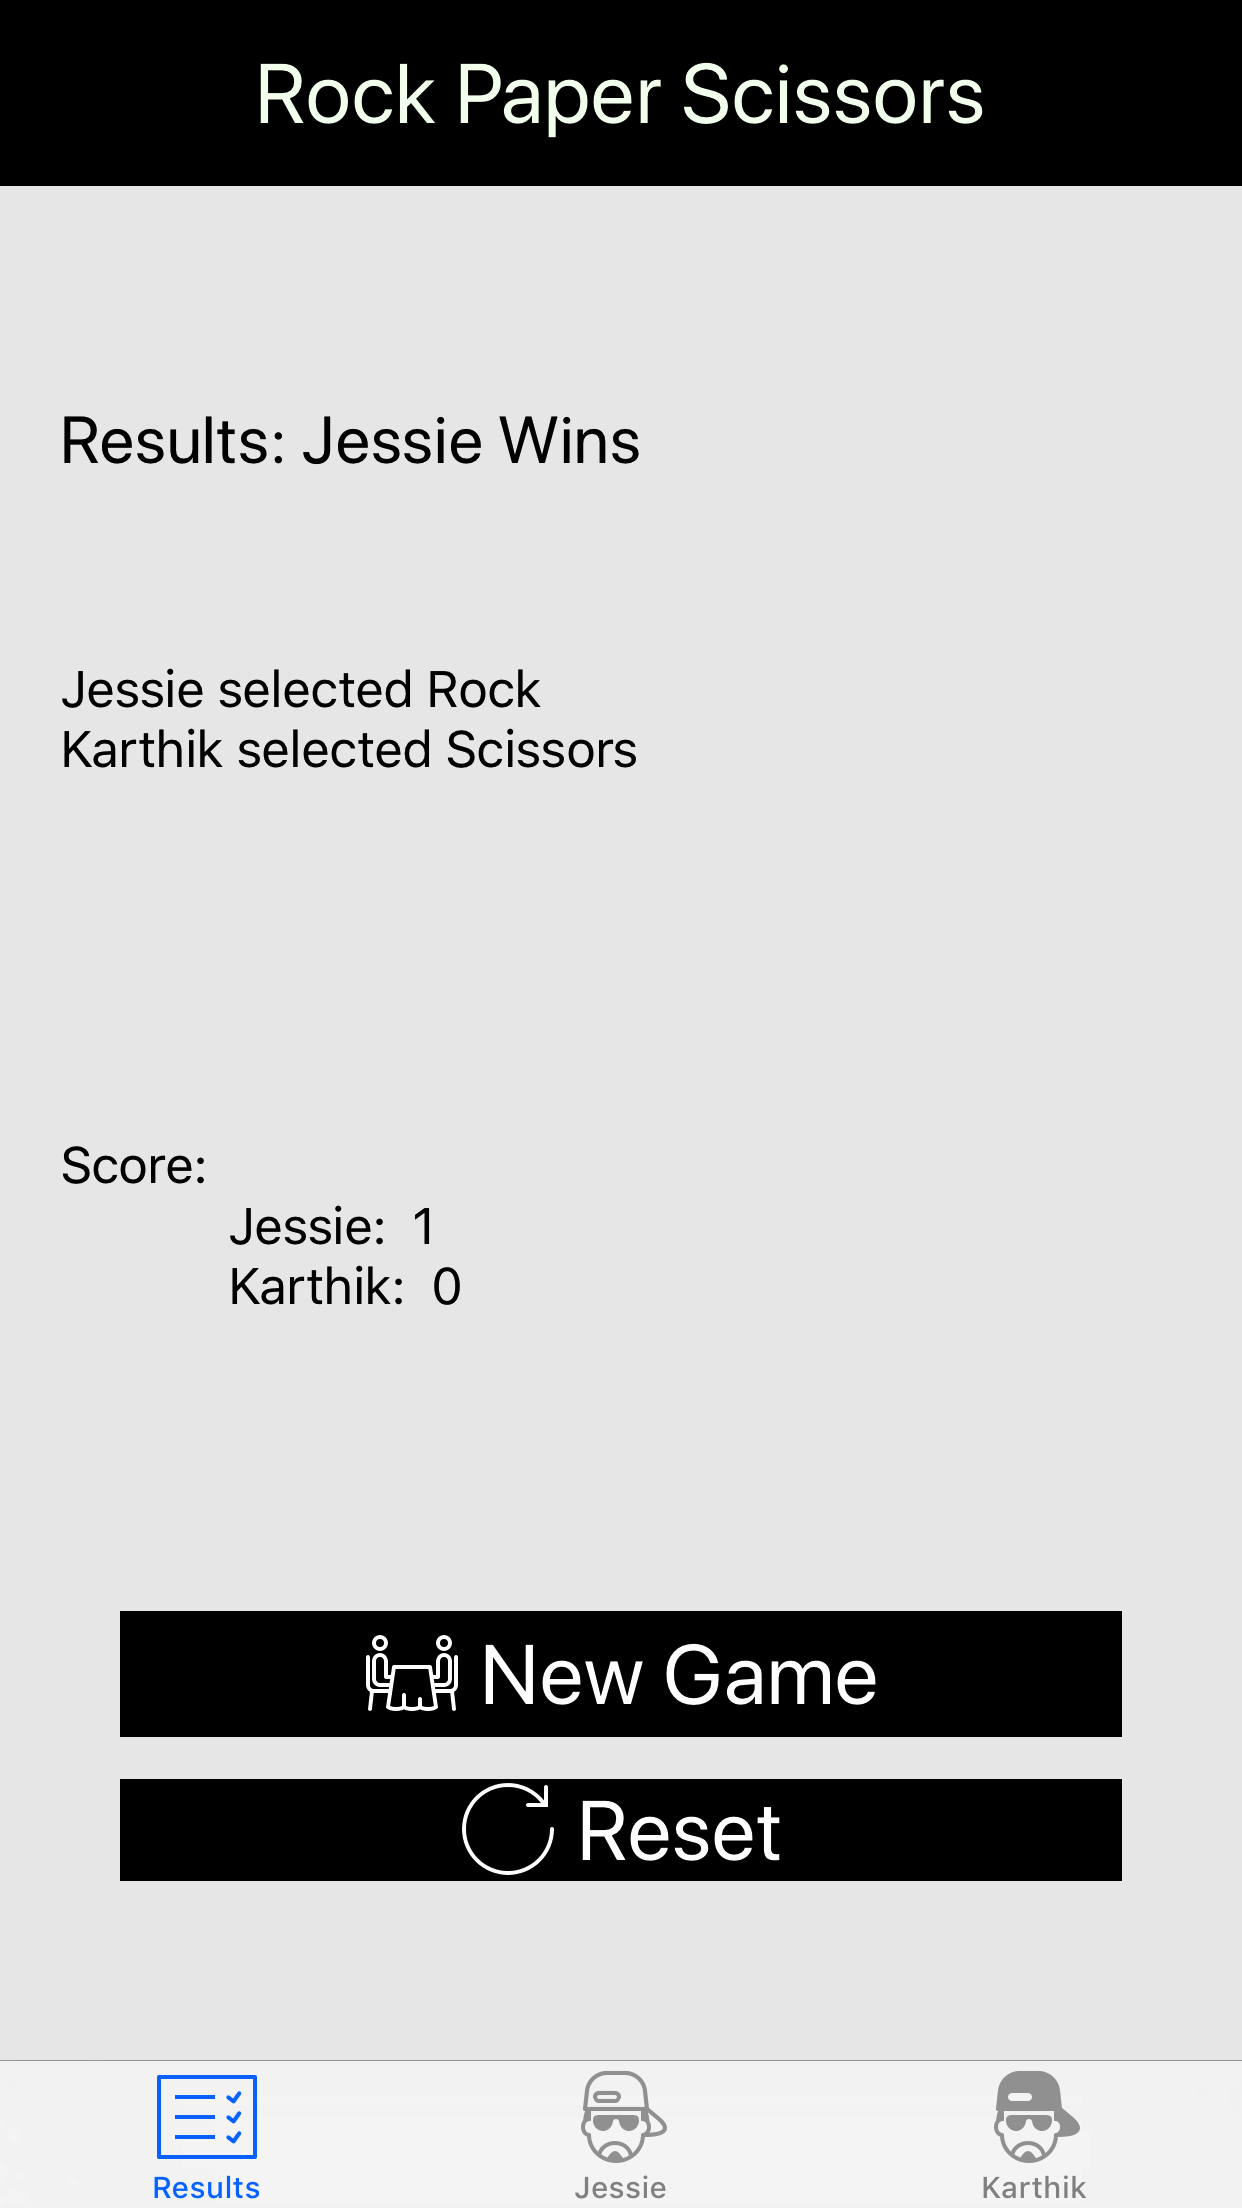 Rock Paper Scissors
Results: Jessie Wins
Jessie selected Rock
Karthik selected Scissors
Score:
Jessie: 1
Karthik: 0
New Game
Reset
Results
Jessie
Karthik